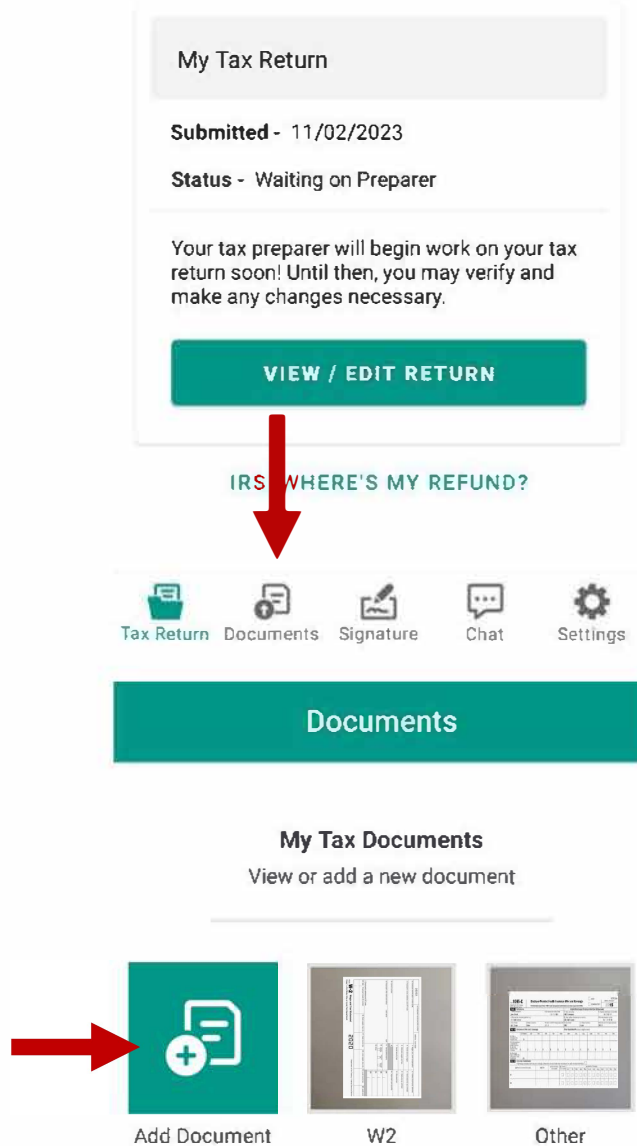 My Tax Return
Submitted - 11/02/2023
Status - Waiting on Preparer
Your tax preparer will begin work on your tax
return soon! Until then, you may verify and
make any changes necessary.
VIEW / EDIT RETURN
IRS WHERE'S MY REFUND?
Tax Return Documents Signature Chat Settings
Documents
My Tax Documents
View or add a new document
W-2
2020
1095-C
Add Document W2 Other